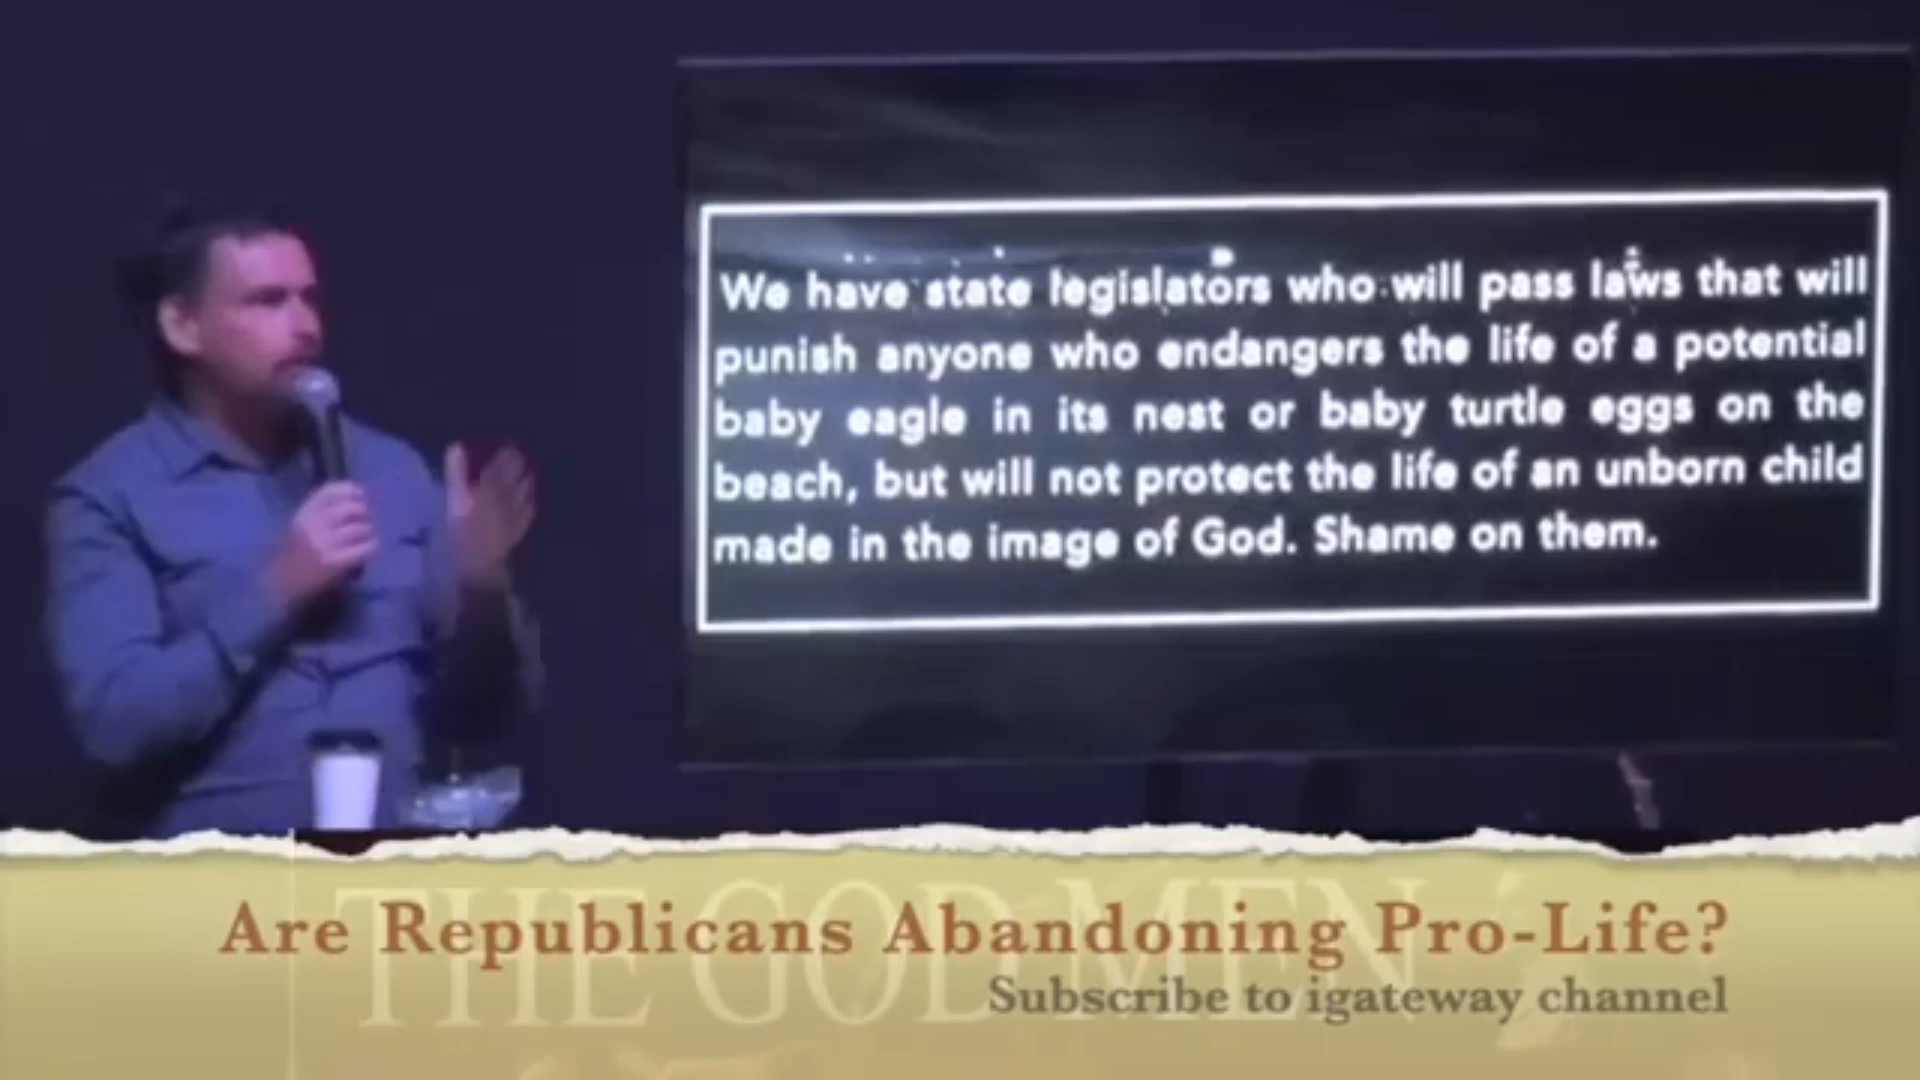 We have state legislators who will pass laws that will
punish anyone who endangers the life of a potential
baby eagle in its nest or baby turtle eggs on the
beach, but will not protect the life of an unborn child
made in the image of God. Shame on them.
THE GOD MEN
Are Republicans Abandoning Pro-Life?
Subscribe to igateway channel